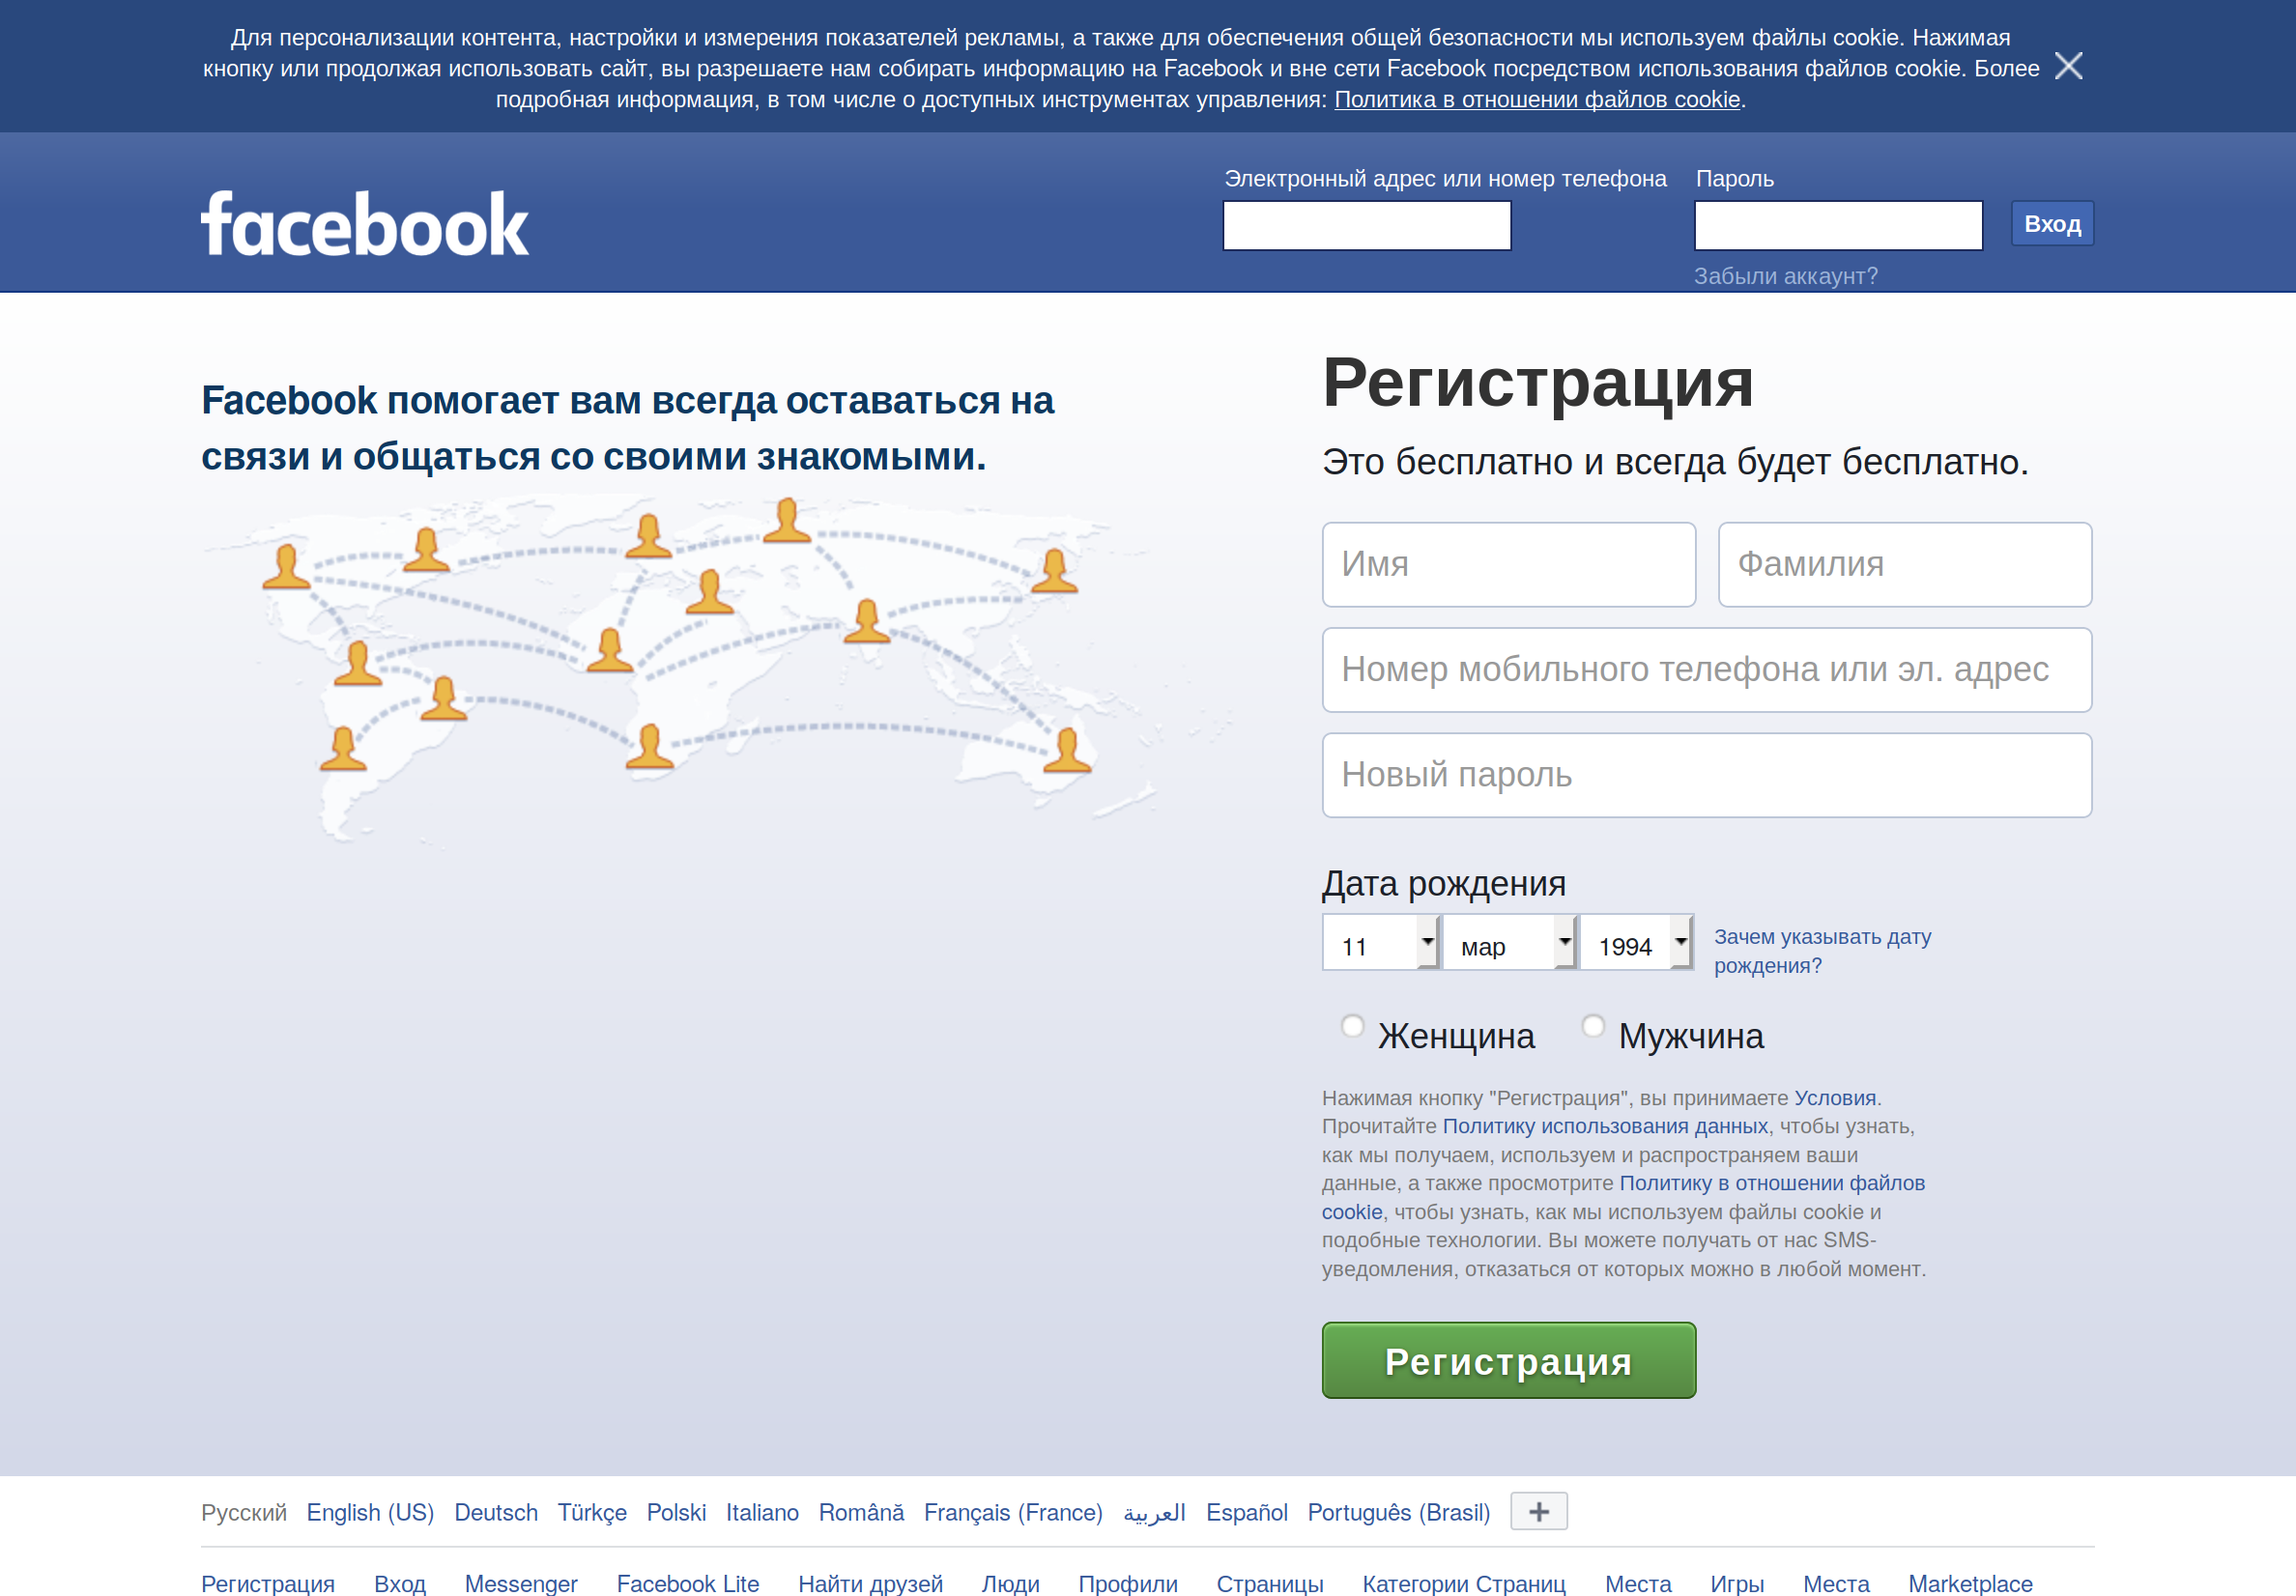 Для персонализации контента, настройки и измерения показателей рекламы, а также для обеспечения общей безопасности мы используем файлы cookie. Нажимая
кнопку или продолжая использовать сайт, вы разрешаете нам собирать информацию на Facebook и вне сети Facebook посредством использования файлов cookie. Более
подробная информация, в том числе о доступных инструментах управления: Политика в отношении файлов cookie.
facebook
Электронный адрес или номер телефона Пароль
Вход
Забыли аккаунт?
Facebook помогает вам всегда оставаться на
связи и общаться со своими знакомыми.
Регистрация
Это бесплатно и всегда будет бесплатно.
Имя Фамилия
Номер мобильного телефона или эл. адрес
Новый пароль
Дата рождения
11 мар 1994
Зачем указывать дату
рождения?
Женщина Мужчина
Нажимая кнопку "Регистрация", вы принимаете Условия.
Прочитайте Политику использования данных, чтобы узнать,
как мы получаем, используем и распространяем ваши
данные, а также просмотрите Политику в отношении файлов
cookie, чтобы узнать, как мы используем файлы cookie и
подобные технологии. Вы можете получать от нас SMS-
уведомления, отказаться от которых можно в любой момент.
Регистрация
Русский English (US) Deutsch Türkçe Polski Italiano Română Français (France) العربية Español Português (Brasil) +
Регистрация Вход Messenger Facebook Lite Найти друзей Люди Профили Страницы Категории Страниц Места Игры Места Marketplace